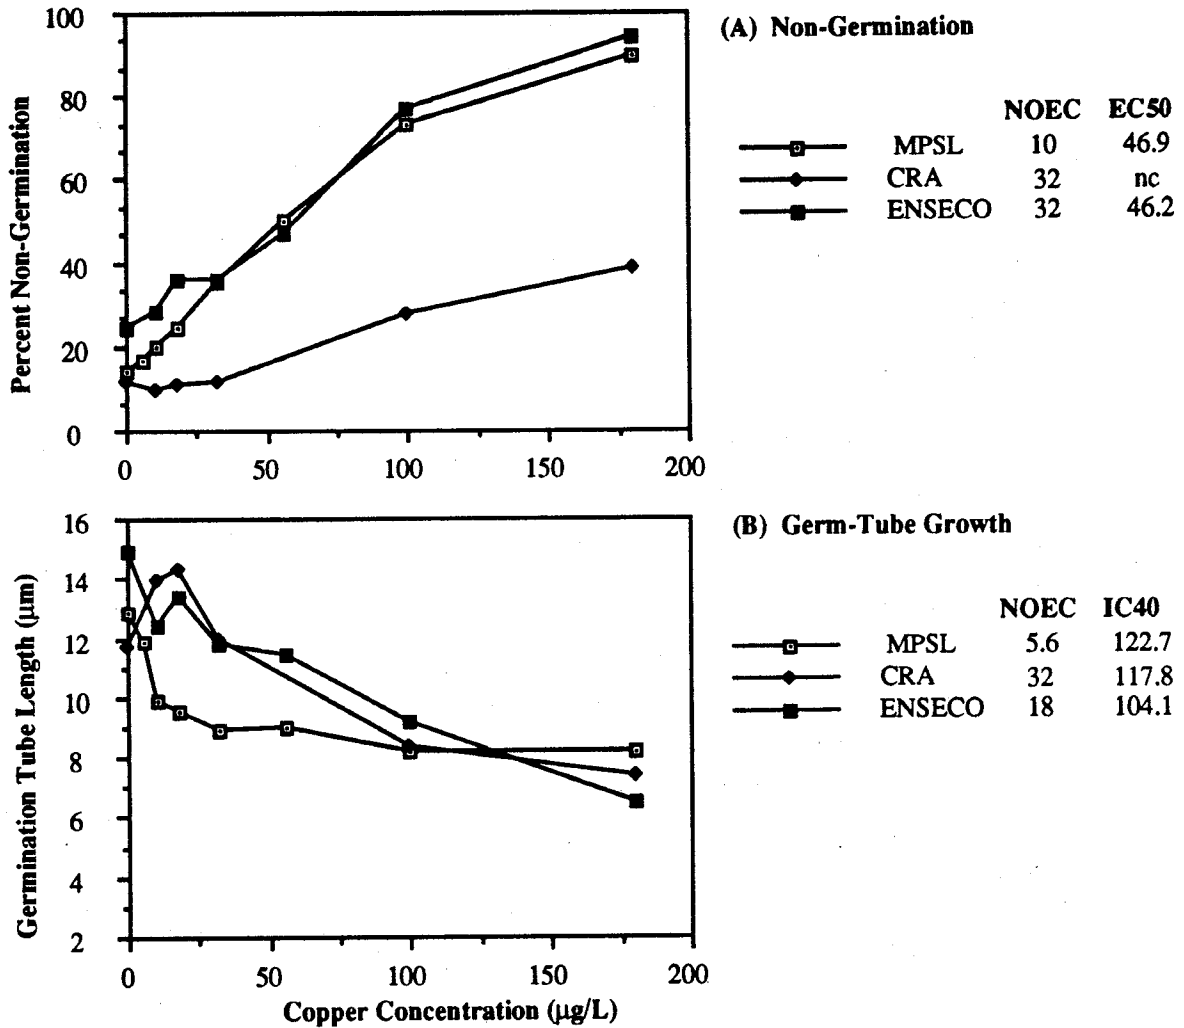 (A) Non-Germination
Percent Non-Germination
100
80
60
40
20
0
0 50 100 150 200
NOEC EC50
MPSL 10 46.9
CRA 32 nc
ENSECO 32 46.2
(B) Germ-Tube Growth
Germination Tube Length (µm)
16
14
12
10
8
6
4
2
0 50 100 150 200
Copper Concentration (µg/L)
NOEC IC40
MPSL 5.6 122.7
CRA 32 117.8
ENSECO 18 104.1